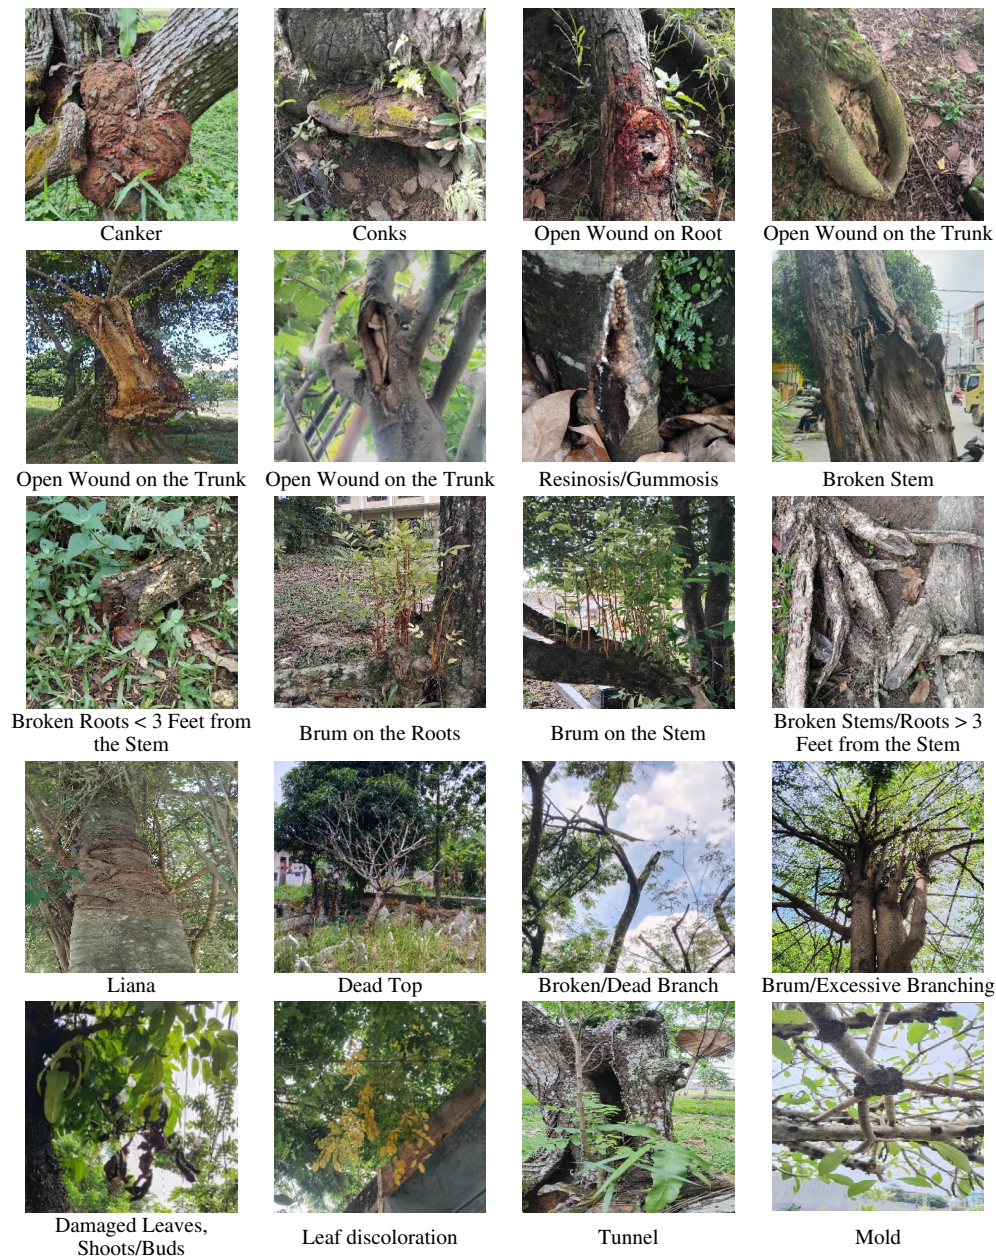 Canker
Conks
Open Wound on Root
Open Wound on the Trunk
Open Wound on the Trunk
Open Wound on the Trunk
Resinosis/Gummosis
Broken Stem
Broken Roots < 3 Feet from
the Stem
Brum on the Roots
Brum on the Stem
Broken Stems/Roots > 3
Feet from the Stem
Liana
Dead Top
Broken/Dead Branch
Brum/Excessive Branching
Damaged Leaves,
Shoots/Buds
Leaf discoloration
Tunnel
Mold